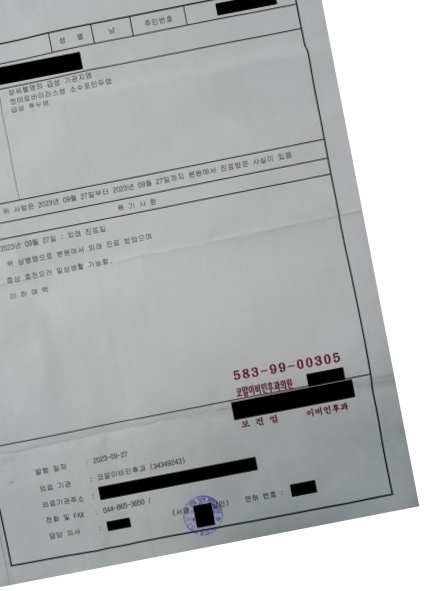 성 별 남 주민번호
상세불명의 급성 기관지염
엔테로바이러스성 소수포인두염
급성 후두염
위 사람은 2023년 09월 27일부터 2023년 09월 27일까지 본원에서 진료받은 사실이 있음.
특 기 사 항
2023년 09월 27일 : 외래 진료일
위 상병명으로 본원에서 외래 진료 받았으며
증상 호전되어 일상생활 가능함.
이 하 여 백
583-99-00305
코알이비인후과의원
보 건 업 이비인후과
발행 일자 : 2023-09-27
의료 기관 : 코알이비인후과 (34349243)
의료기관주소 :
전화 및 FAX : 044-865-3650 /
담당 의사 : (서명 날인) 면허 번호 :